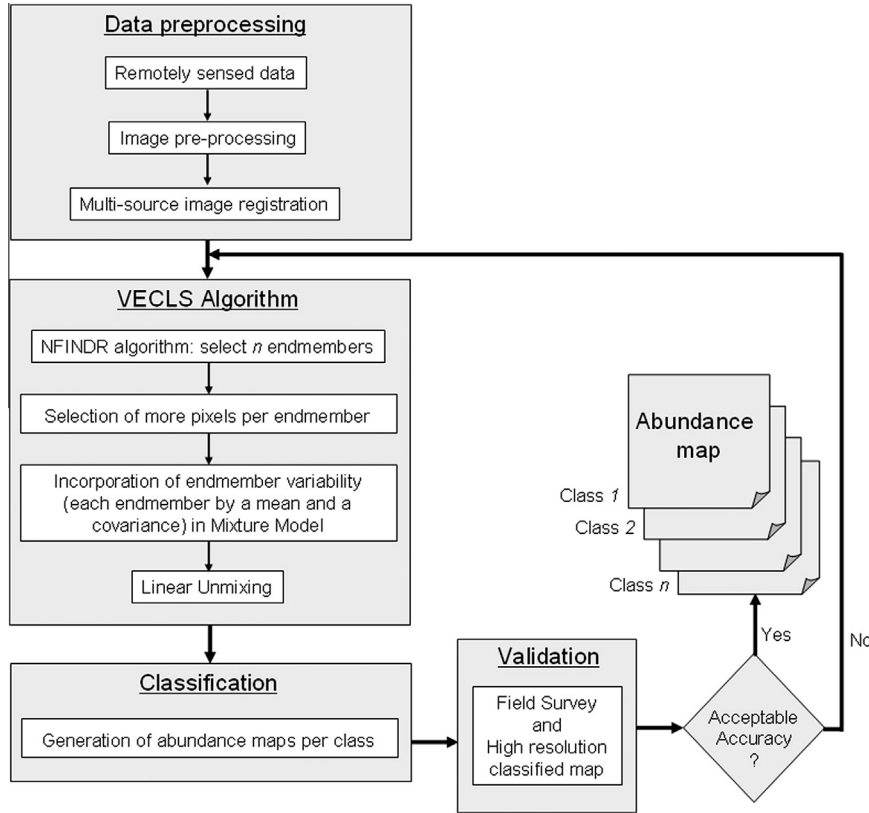 Data preprocessing
Remotely sensed data
Image pre-processing
Multi-source image registration
VECLS Algorithm
NFINDR algorithm: select n endmembers
Selection of more pixels per endmember
Incorporation of endmember variability
(each endmember by a mean and a
covariance) in Mixture Model
Linear Unmixing
Classification
Generation of abundance maps per class
Validation
Field Survey
and
High resolution
classified map
Acceptable
Accuracy
?
Yes
No
Abundance
map
Class 1
Class 2
Class n